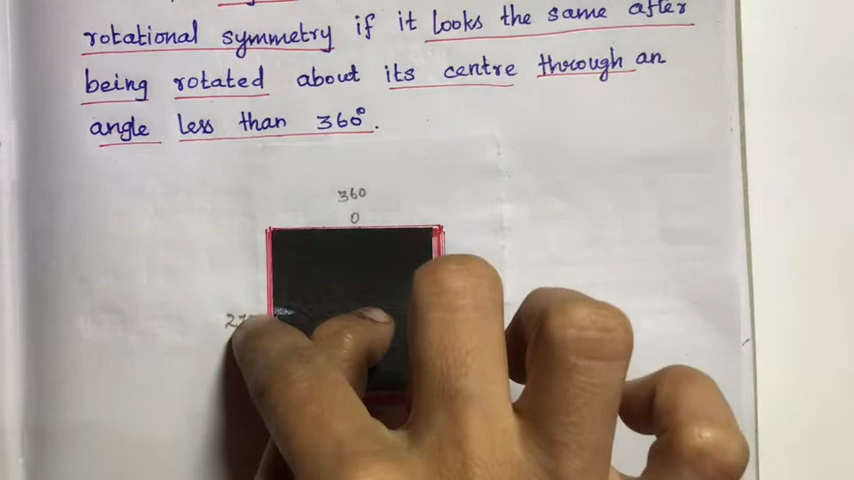 rotational symmetry if it looks the same after
being rotated about its centre through an
angle less than 360°.
360
0